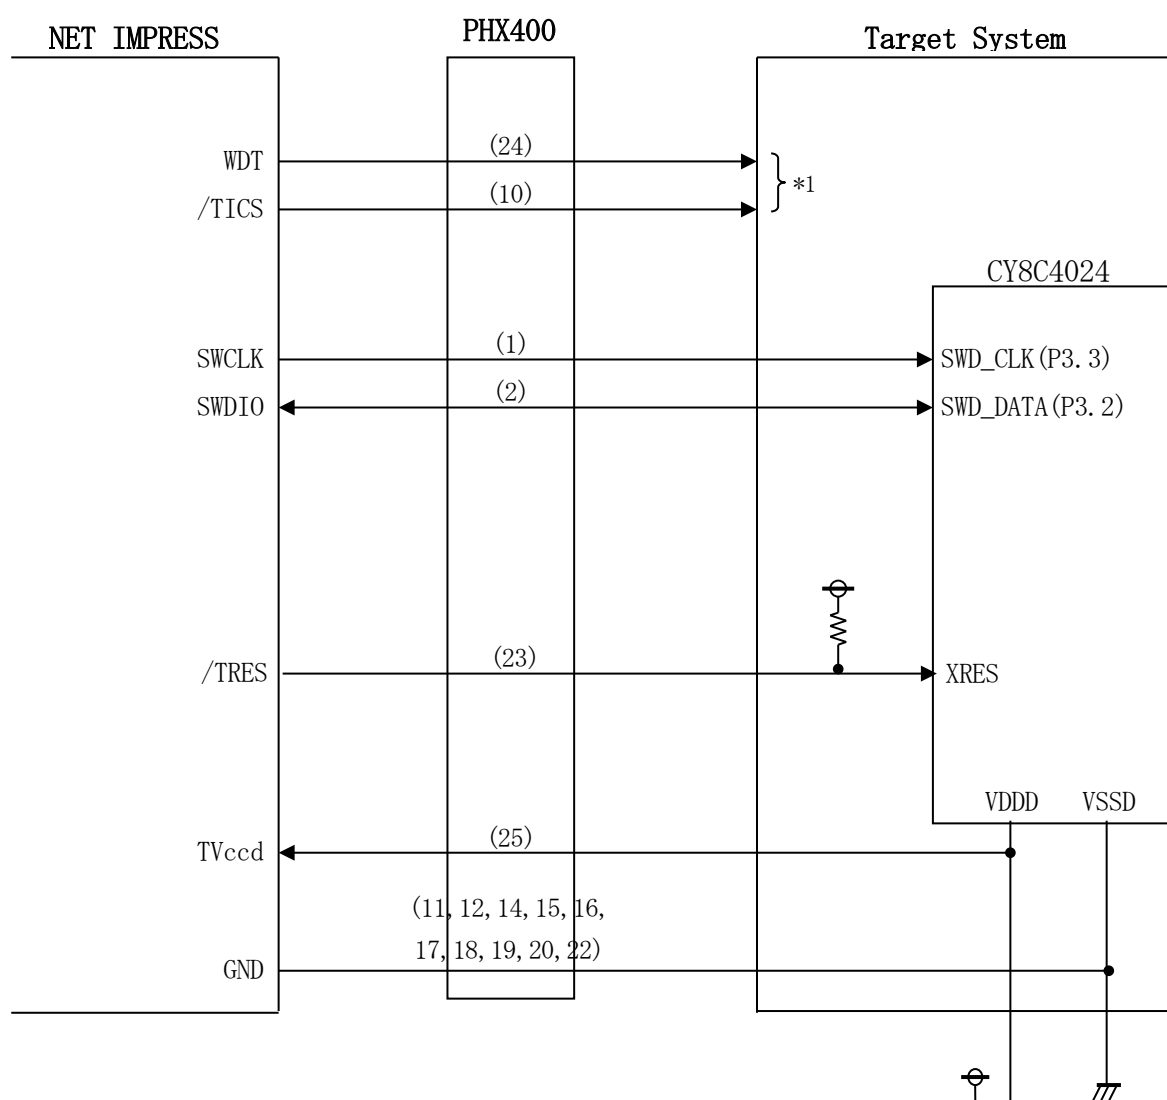 NET IMPRESS
PHX400
Target System
WDT
(24)
*1
/TICS
(10)
CY8C4024
SWCLK
(1)
SWD_CLK(P3.3)
SWDIO
(2)
SWD_DATA(P3.2)
/TRES
(23)
XRES
VDDD
VSSD
TVccd
(25)
(11,12,14,15,16,
17,18,19,20,22)
GND